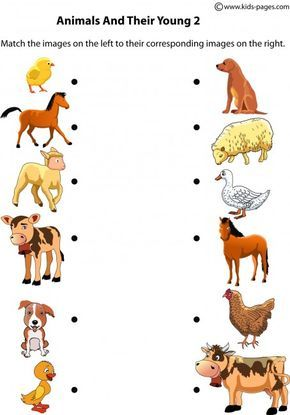 www.kids-pages.com
Animals And Their Young 2
Match the images on the left to their corresponding images on the right.